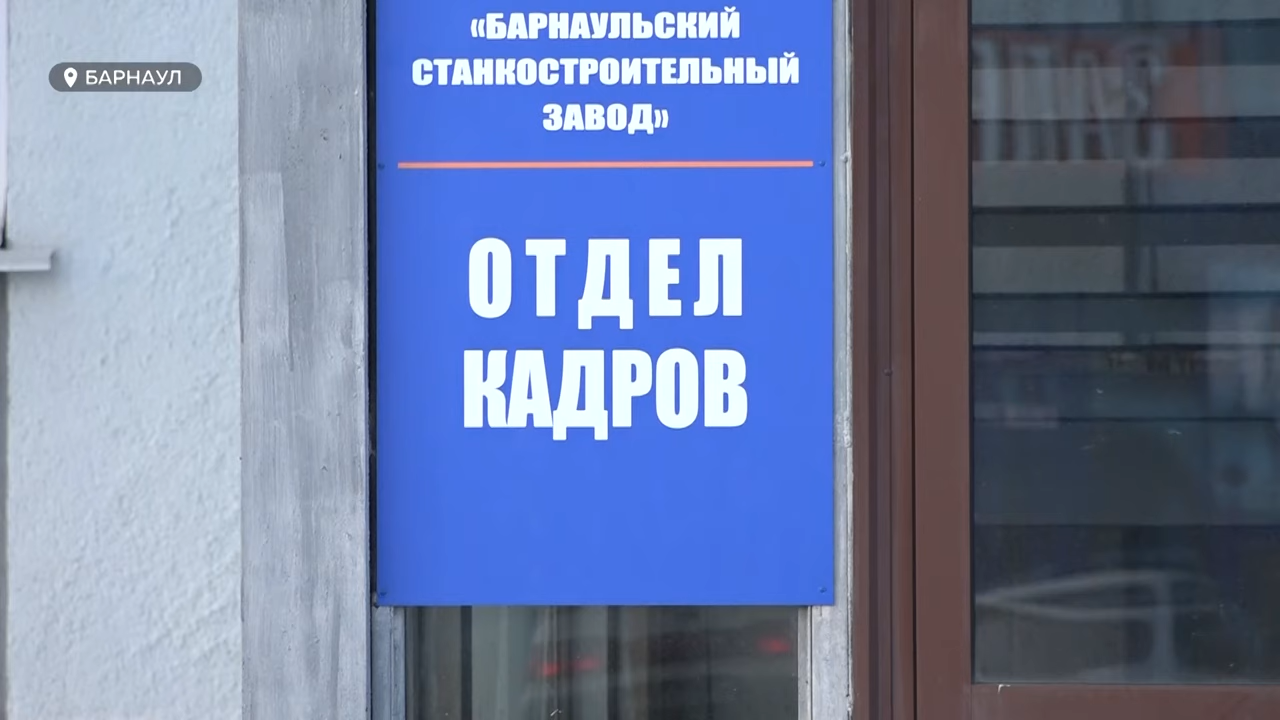 БАРНАУЛ
«БАРНАУЛЬСКИЙ
СТАНКОСТРОИТЕЛЬНЫЙ
ЗАВОД»
ОТДЕЛ
КАДРОВ